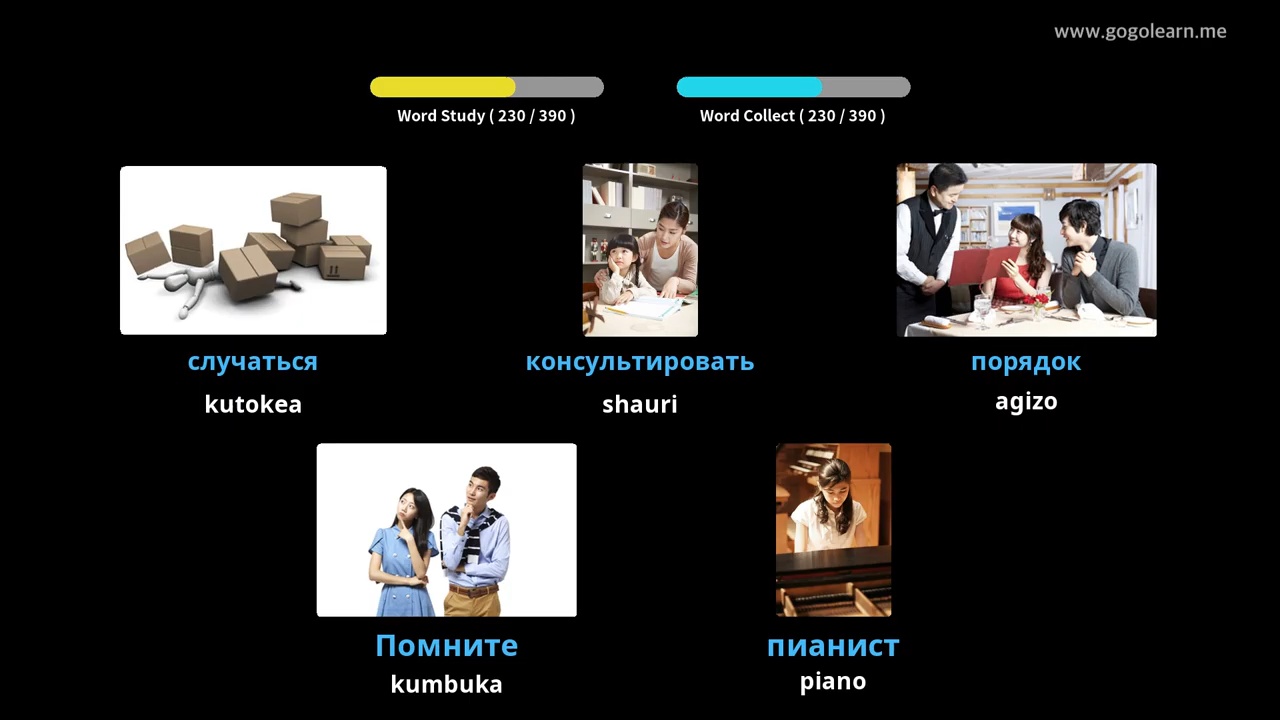 www.gogolearn.me
Word Study ( 230 / 390 )
Word Collect ( 230 / 390 )
случаться
kutokea
консультировать
shauri
порядок
agizo
Помните
kumbuka
пианист
piano